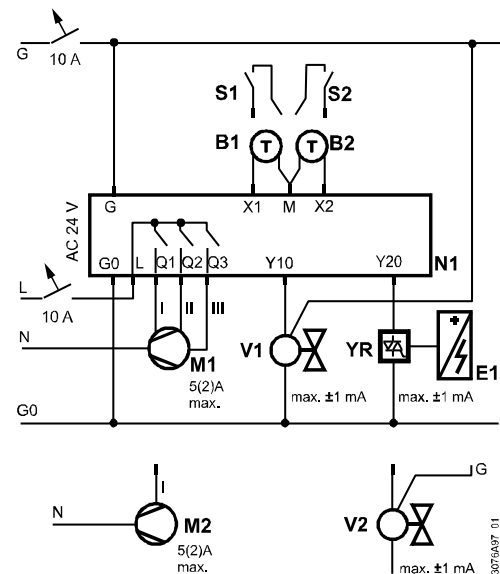 G
10 A
S1
S2
B1
T
T
B2
AC 24 V
G
X1
M
X2
G0
L
Q1
Q2
Q3
Y10
Y20
N1
L
10 A
I
II
III
N
M1
5(2)A
max.
V1
max. ±1 mA
YR
max. ±1 mA
+
E1
G0
N
I
M2
5(2)A
max.
G
V2
max. ±1 mA
3076A97 01